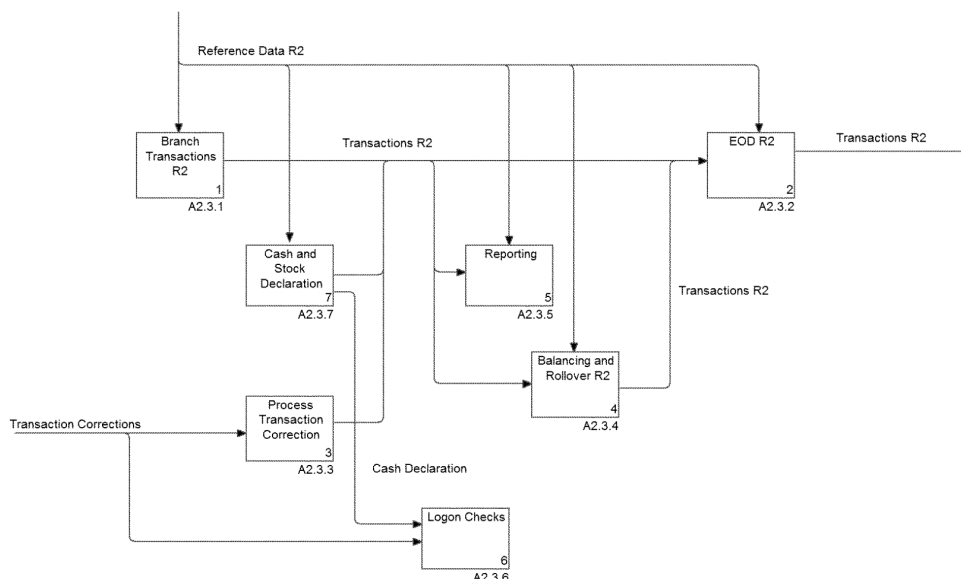 Reference Data R2
Branch
Transactions
R2
1
A2.3.1
Transactions R2
EOD R2
2
A2.3.2
Transactions R2
Cash and
Stock
Declaration
7
A2.3.7
Reporting
5
A2.3.5
Transactions R2
Balancing and
Rollover R2
4
A2.3.4
Transaction Corrections
Process
Transaction
Correction
3
A2.3.3
Cash Declaration
Logon Checks
6
A2.3.6